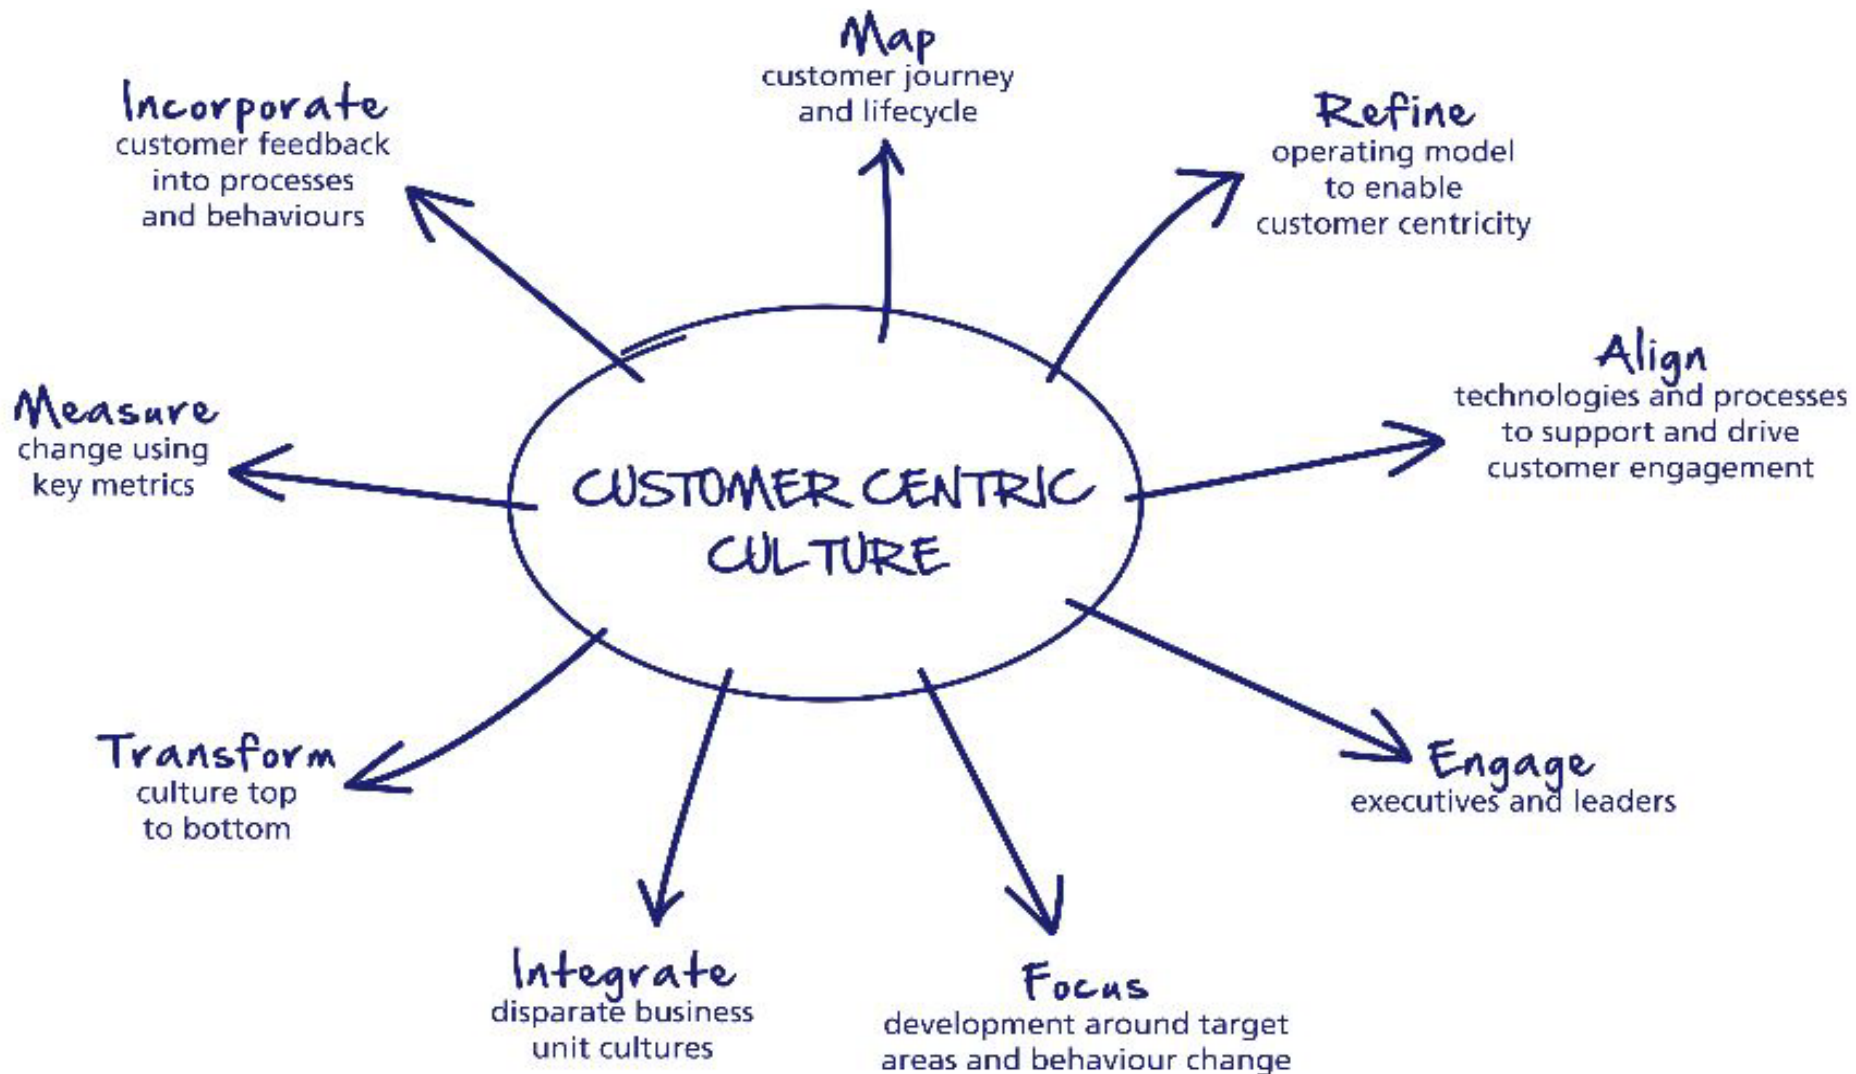 Map
customer journey
and lifecycle
Refine
operating model
to enable
customer centricity
Align
technologies and processes
to support and drive
customer engagement
Engage
executives and leaders
Focus
development around target
areas and behaviour change
Integrate
disparate business
unit cultures
Transform
culture top
to bottom
Measure
change using
key metrics
Incorporate
customer feedback
into processes
and behaviours
CUSTOMER CENTRIC
CULTURE